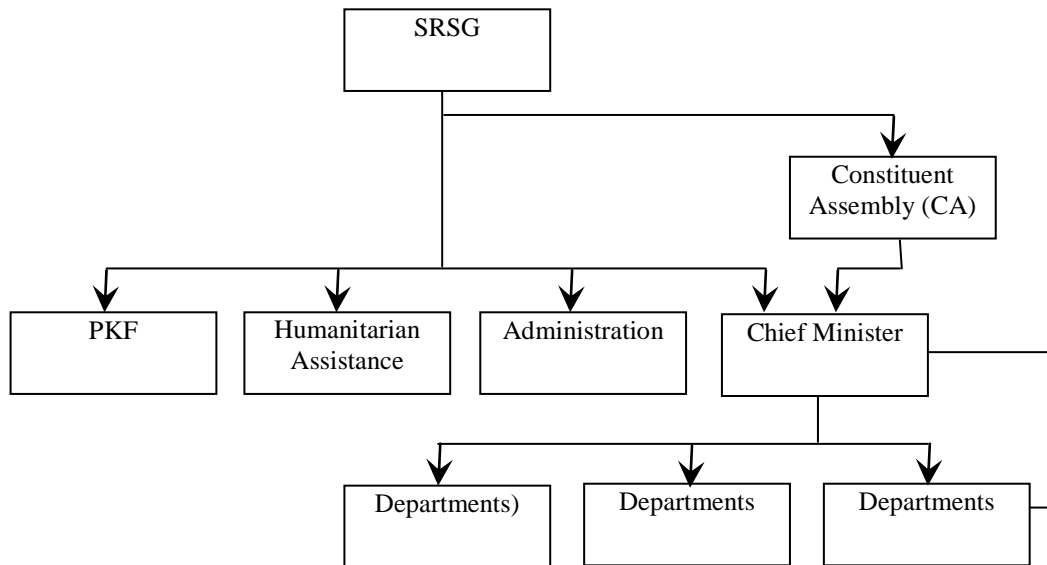 SRSG
Constituent
Assembly (CA)
PKF
Humanitarian
Assistance
Administration
Chief Minister
Departments)
Departments
Departments